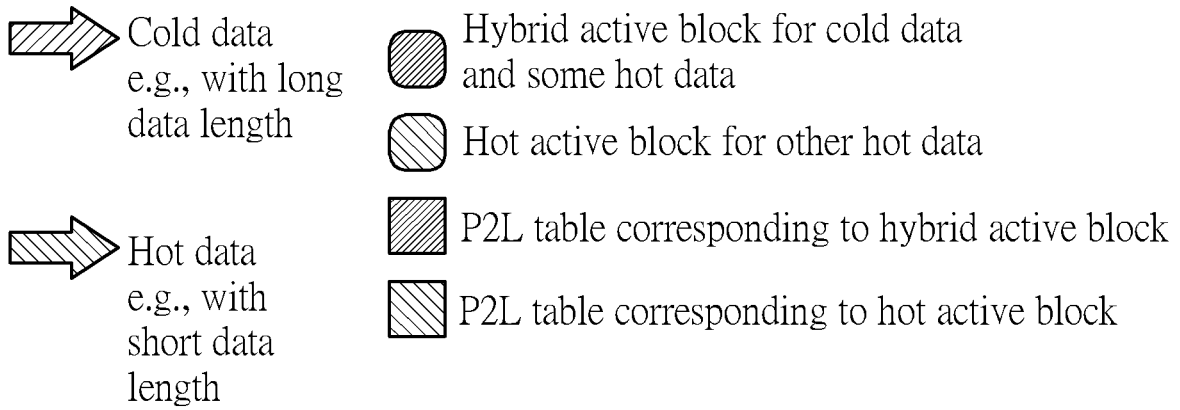 Cold data
e.g., with long
data length
Hot data
e.g., with
short data
length
Hybrid active block for cold data
and some hot data
Hot active block for other hot data
P2L table corresponding to hybrid active block
P2L table corresponding to hot active block